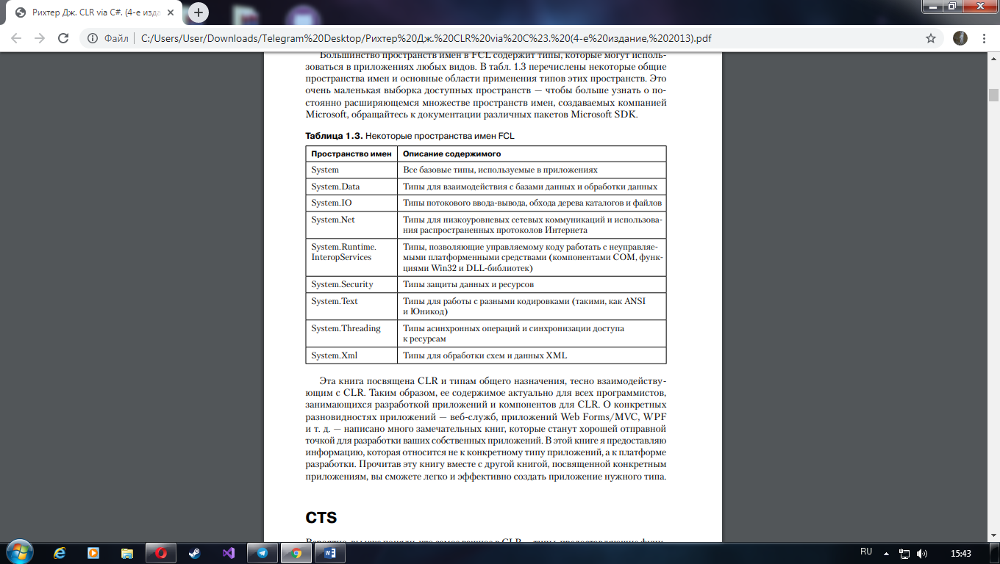 Рихтер Дж. CLR via C#. (4-е изда
Файл
C:/Users/User/Downloads/Telegram%20Desktop/Рихтер%20Дж.%20CLR%20via%20C%23.%20(4-е%20издание,%202013).pdf
Большинство пространств имен в FCL содержит типы, которые могут исполь-
зоваться в приложениях любых видов. В табл. 1.3 перечислены некоторые общие
пространства имен и основные области применения типов этих пространств. Это
очень маленькая выборка доступных пространств — чтобы больше узнать о по-
стоянно расширяющемся множестве пространств имен, создаваемых компанией
Microsoft, обращайтесь к документации различных пакетов Microsoft SDK.
Таблица 1.3. Некоторые пространства имен FCL
Пространство имен
Описание содержимого
System
Все базовые типы, используемые в приложениях
System.Data
Типы для взаимодействия с базами данных и обработки данных
System.IO
Типы потокового ввода-вывода, обхода дерева каталогов и файлов
System.Net
Типы для низкоуровневых сетевых коммуникаций и использова-
ния распространенных протоколов Интернета
System.Runtime.
InteropServices
Типы, позволяющие управляемому коду работать с неуправляе-
мыми платформенными средствами (компонентами COM, функ-
циями Win32 и DLL-библиотек)
System.Security
Типы защиты данных и ресурсов
System.Text
Типы для работы с разными кодировками (такими, как ANSI
и Юникод)
System.Threading
Типы асинхронных операций и синхронизации доступа
к ресурсам
System.Xml
Типы для обработки схем и данных XML
Эта книга посвящена CLR и типам общего назначения, тесно взаимодейству-
ющим с CLR. Таким образом, ее содержимое актуально для всех программистов,
занимающихся разработкой приложений и компонентов для CLR. О конкретных
разновидностях приложений — веб-служб, приложений Web Forms/MVC, WPF
и т. д. — написано много замечательных книг, которые станут хорошей отправной
точкой для разработки ваших собственных приложений. В этой книге я предоставляю
информацию, которая относится не к конкретному типу приложений, а к платформе
разработки. Прочитав эту книгу вместе с другой книгой, посвященной конкретным
приложениям, вы сможете легко и эффективно создать приложение нужного типа.
CTS
RU
15:43